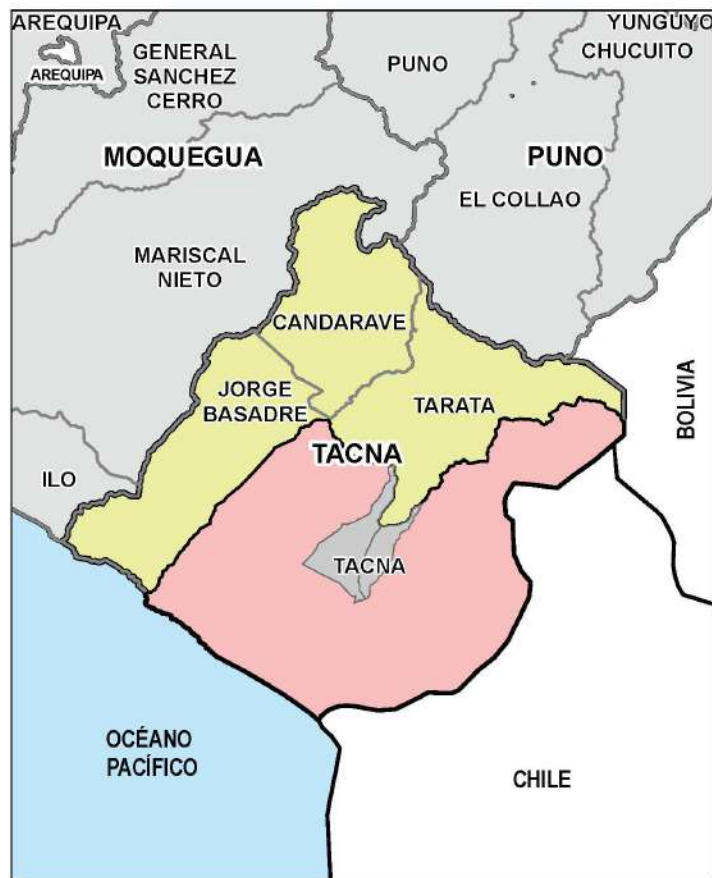 AREQUIPA
AREQUIPA
GENERAL
SANCHEZ
CERRO
PUNO
YUNGUYO
CHUCUITO
MOQUEGUA
PUNO
EL COLLAO
MARISCAL
NIETO
CANDARAVE
JORGE
BASADRE
TARATA
BOLIVIA
TACNA
ILO
TACNA
OCÉANO
PACÍFICO
CHILE